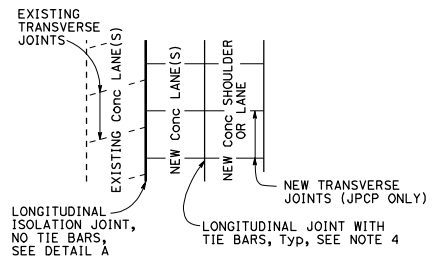 EXISTING
TRANSVERSE
JOINTS
EXISTING Conc LANE(S)
NEW Conc LANE(S)
NEW Conc SHOULDER
OR LANE
NEW TRANSVERSE
JOINTS (JPCP ONLY)
LONGITUDINAL
ISOLATION JOINT,
NO TIE BARS,
SEE DETAIL A
LONGITUDINAL JOINT WITH
TIE BARS, Typ, SEE NOTE 4